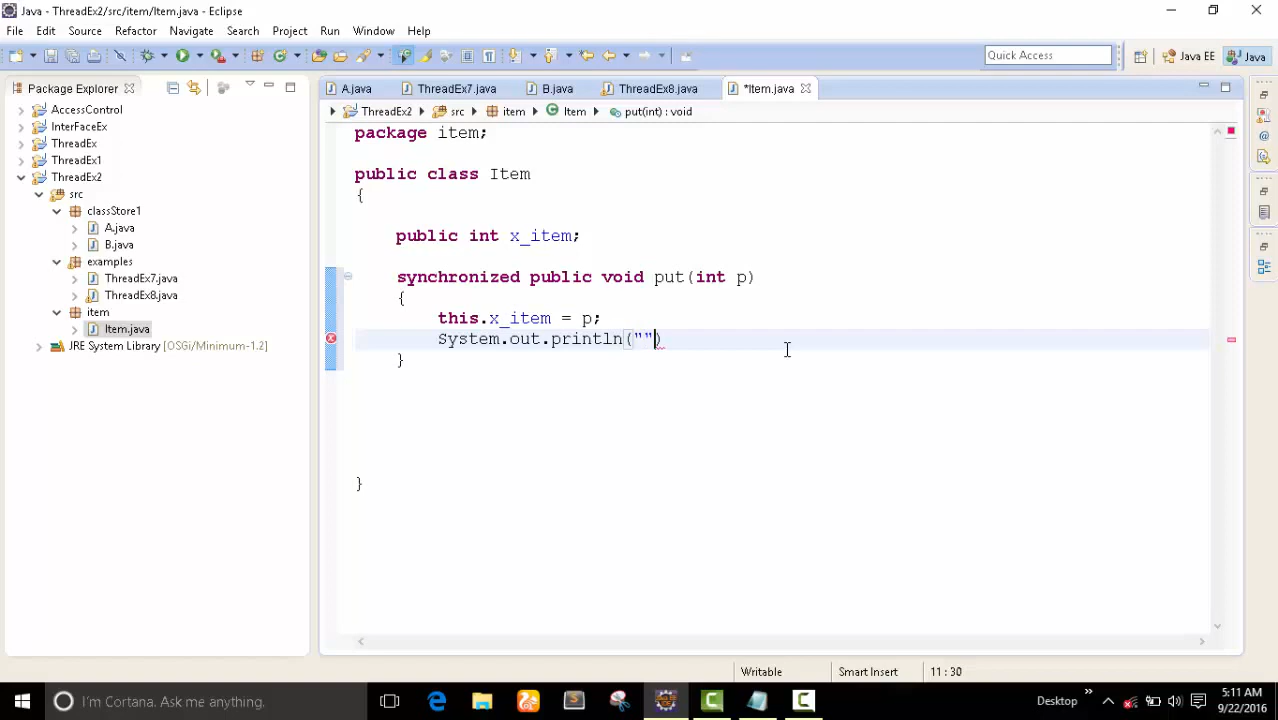 Java - ThreadEx2/src/item/Item.java - Eclipse
File Edit Source Refactor Navigate Search Project Run Window Help
Quick Access
Java EE
Java
Package Explorer
A.java
ThreadEx7.java
B.java
ThreadEx8.java
*Item.java
AccessControl
InterFaceEx
ThreadEx
ThreadEx1
ThreadEx2
src
classStore1
A.java
B.java
examples
ThreadEx7.java
ThreadEx8.java
item
Item.java
JRE System Library [OSGi/Minimum-1.2]
ThreadEx2 src item Item put(int) : void
package item;
public class Item
{
public int x_item;
synchronized public void put(int p)
{
this.x_item = p;
System.out.println("")
}
}
Writable
Smart Insert
11 : 30
I'm Cortana. Ask me anything.
Desktop
5:11 AM
9/22/2016